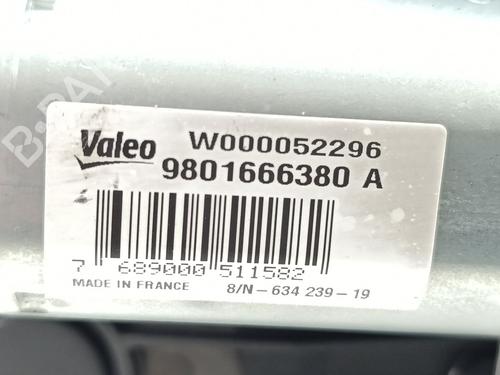 B-PARTS
Valeo W000052296
9801666380 A
7 689000 511582
MADE IN FRANCE 8/N-634 239-19